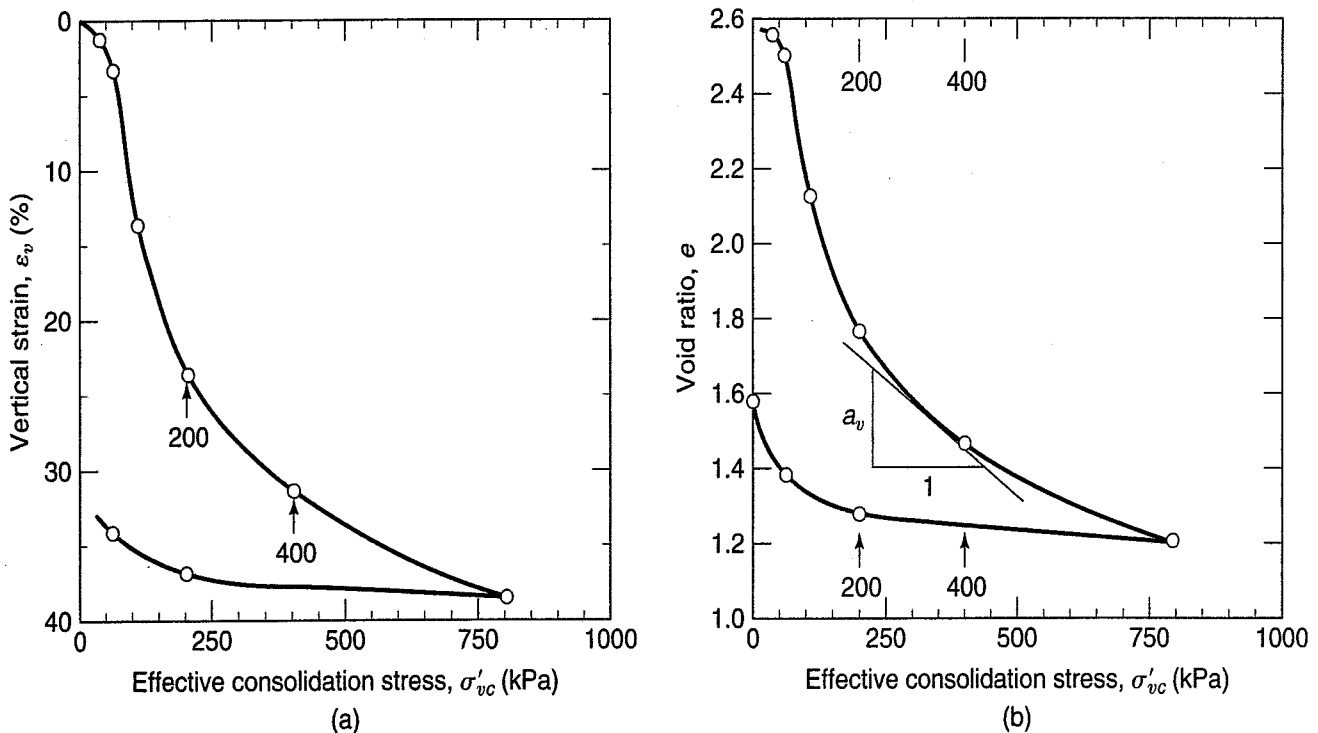 0
10
20
30
40
Vertical strain, εv (%)
200
400
0 250 500 750 1000
Effective consolidation stress, σ′vc (kPa)
(a)
2.6
2.4
2.2
2.0
1.8
1.6
1.4
1.2
1.0
Void ratio, e
200 400
av
1
200 400
0 250 500 750 1000
Effective consolidation stress, σ′vc (kPa)
(b)